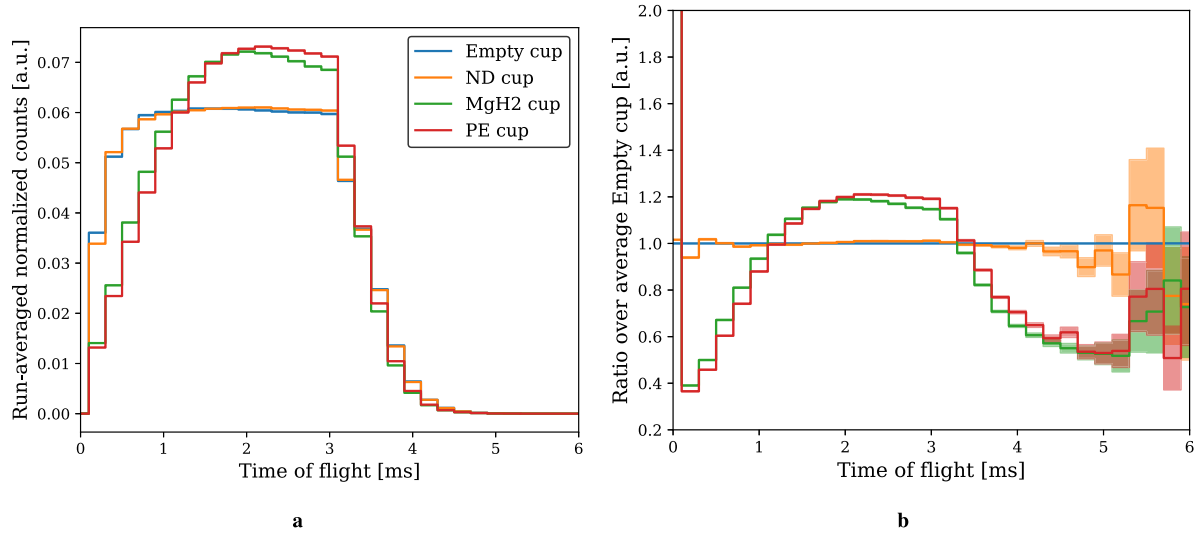 Run-averaged normalized counts [a.u.]
0.07
0.06
0.05
0.04
0.03
0.02
0.01
0.00
Empty cup
ND cup
MgH2 cup
PE cup
0 1 2 3 4 5 6
Time of flight [ms]
a
Ratio over average Empty cup [a.u.]
2.0
1.8
1.6
1.4
1.2
1.0
0.8
0.6
0.4
0.2
0 1 2 3 4 5 6
Time of flight [ms]
b